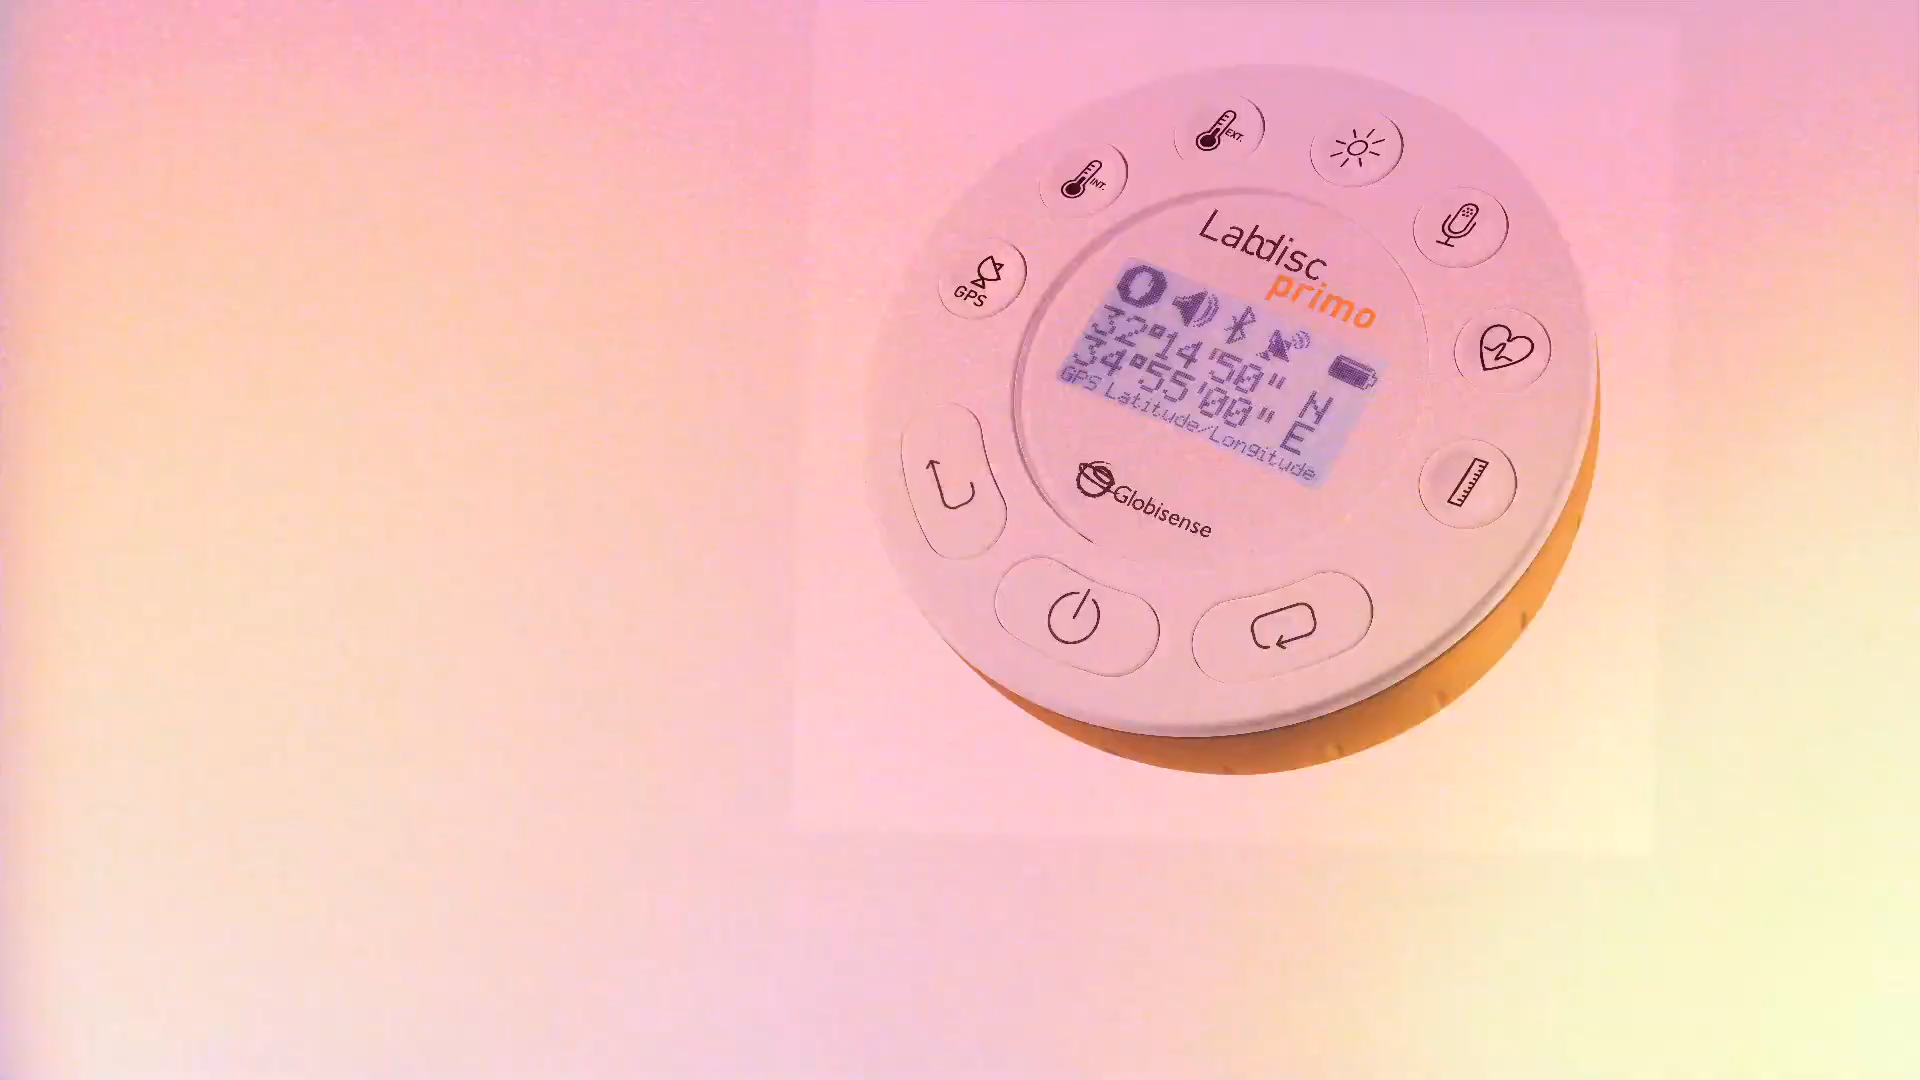 EXT.
INT.
GPS
Labdisc
primo
32°14'50" N
34°55'00" E
GPS Latitude/Longitude
Globisense